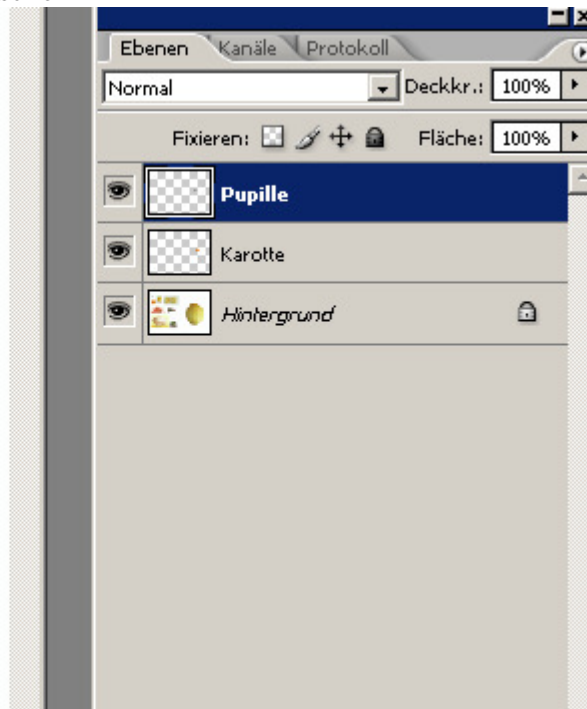 Ebenen Kanäle Protokoll
Normal Deckkr.: 100%
Fixieren: Fläche: 100%
Pupille
Karotte
Hintergrund